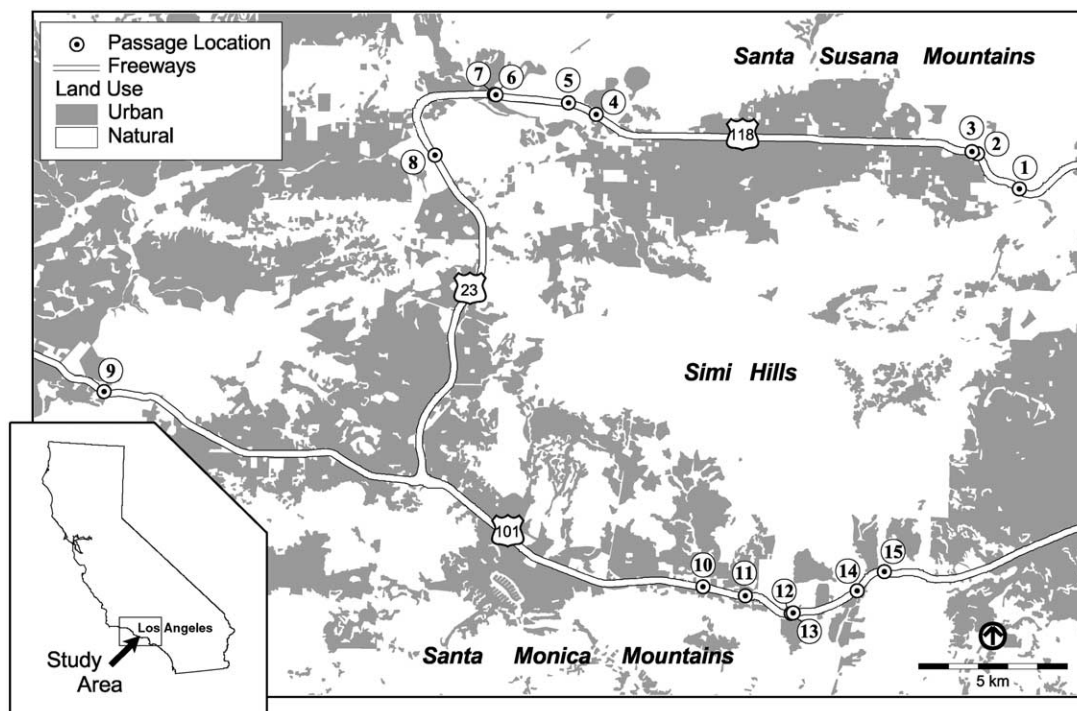 Passage Location
Freeways
Land Use
Urban
Natural
Santa Susana Mountains
7
6
5
4
118
3
2
1
8
23
Simi Hills
9
101
10
11
12
13
14
15
Santa Monica Mountains
5 km
Los Angeles
Study
Area